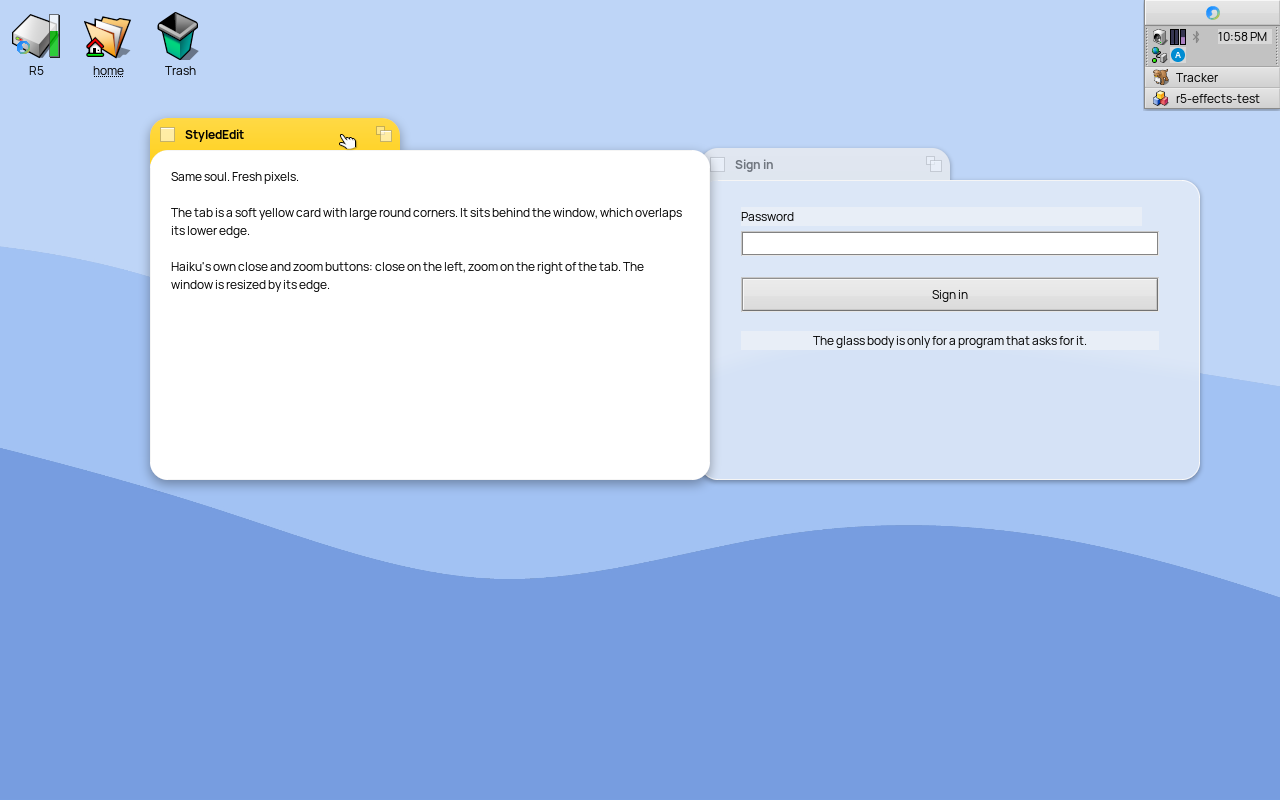 R5
home
Trash
10:58 PM
A
Tracker
r5-effects-test
StyledEdit
Same soul. Fresh pixels.
The tab is a soft yellow card with large round corners. It sits behind the window, which overlaps
its lower edge.
Haiku's own close and zoom buttons: close on the left, zoom on the right of the tab. The
window is resized by its edge.
Sign in
Password
Sign in
The glass body is only for a program that asks for it.